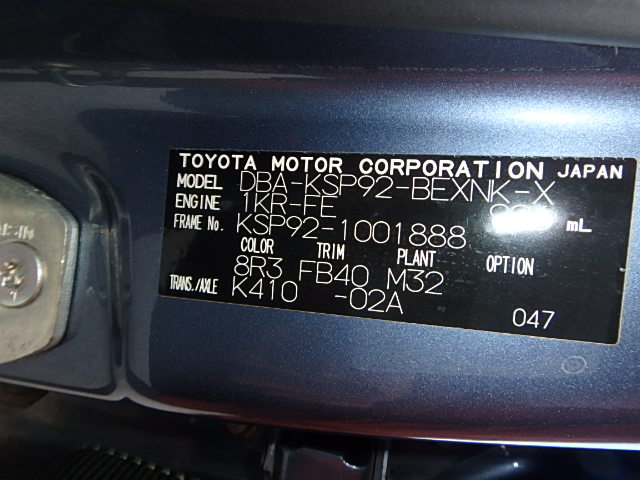 TOYOTA MOTOR CORPORATION JAPAN
MODEL DBA-KSP92-BEXNK-X
ENGINE 1KR-FE mL
FRAME No. KSP92-1001888
COLOR TRIM PLANT OPTION
8R3 FB40 M32
TRANS./AXLE K410 -02A
047